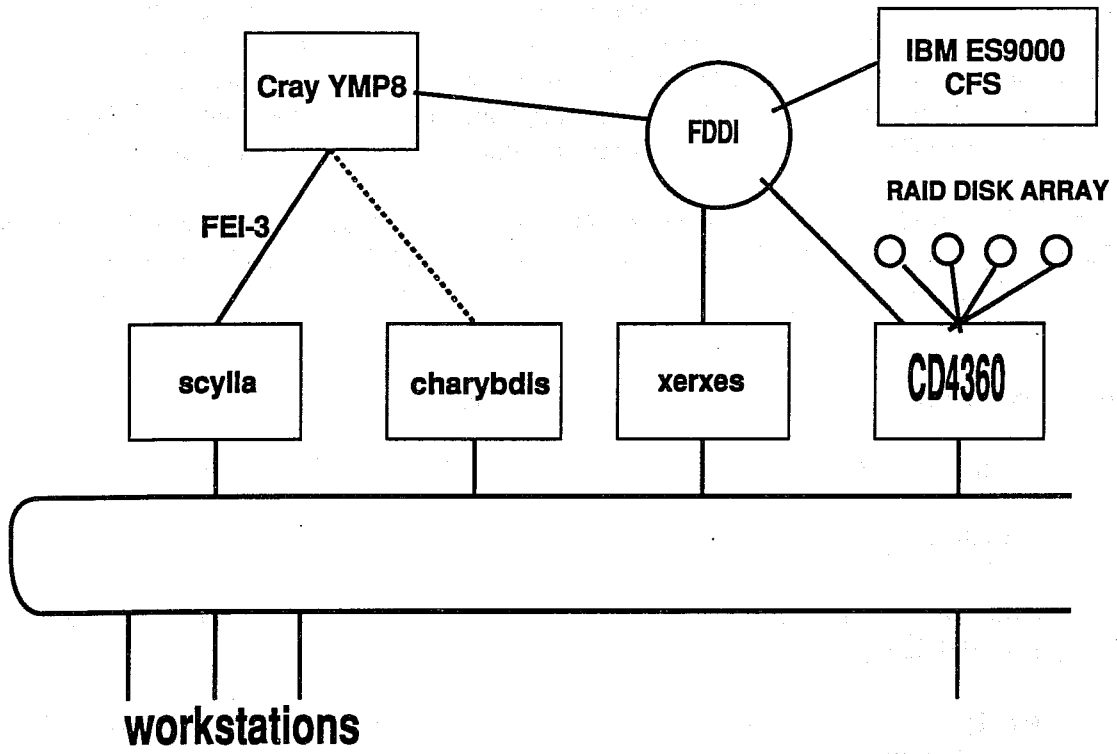 IBM ES9000
CFS
Cray YMP8
FDDI
RAID DISK ARRAY
FEI-3
scylla
charybdis
xerxes
CD4360
workstations